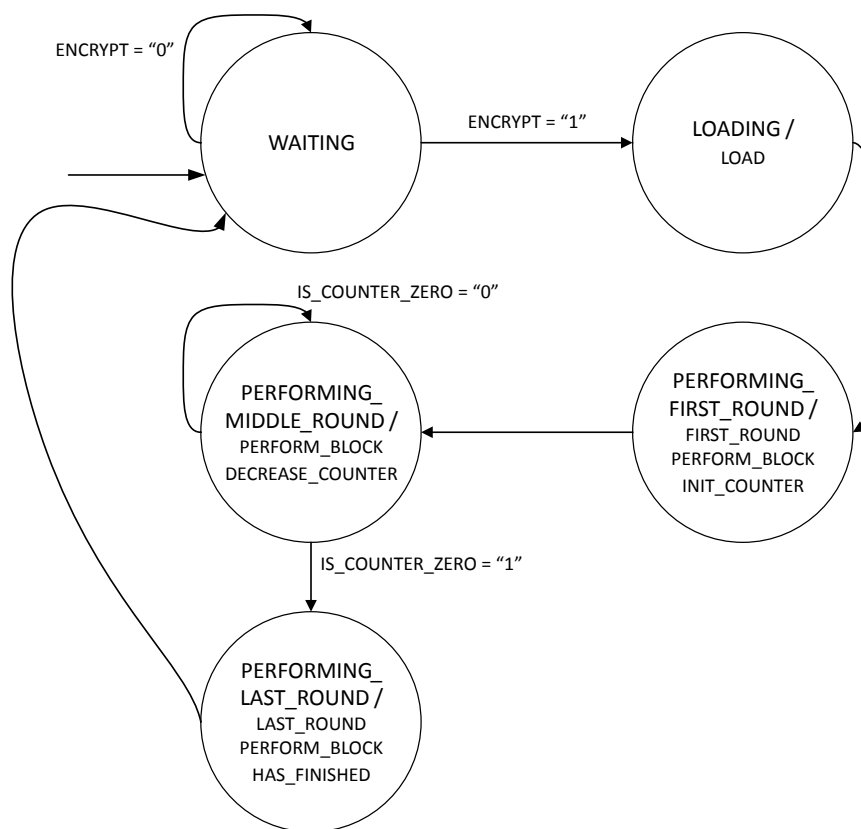 ENCRYPT = “0”
WAITING
ENCRYPT = “1”
LOADING /
LOAD
IS_COUNTER_ZERO = “0”
PERFORMING_
MIDDLE_ROUND /
PERFORM_BLOCK
DECREASE_COUNTER
PERFORMING_
FIRST_ROUND /
FIRST_ROUND
PERFORM_BLOCK
INIT_COUNTER
IS_COUNTER_ZERO = “1”
PERFORMING_
LAST_ROUND /
LAST_ROUND
PERFORM_BLOCK
HAS_FINISHED